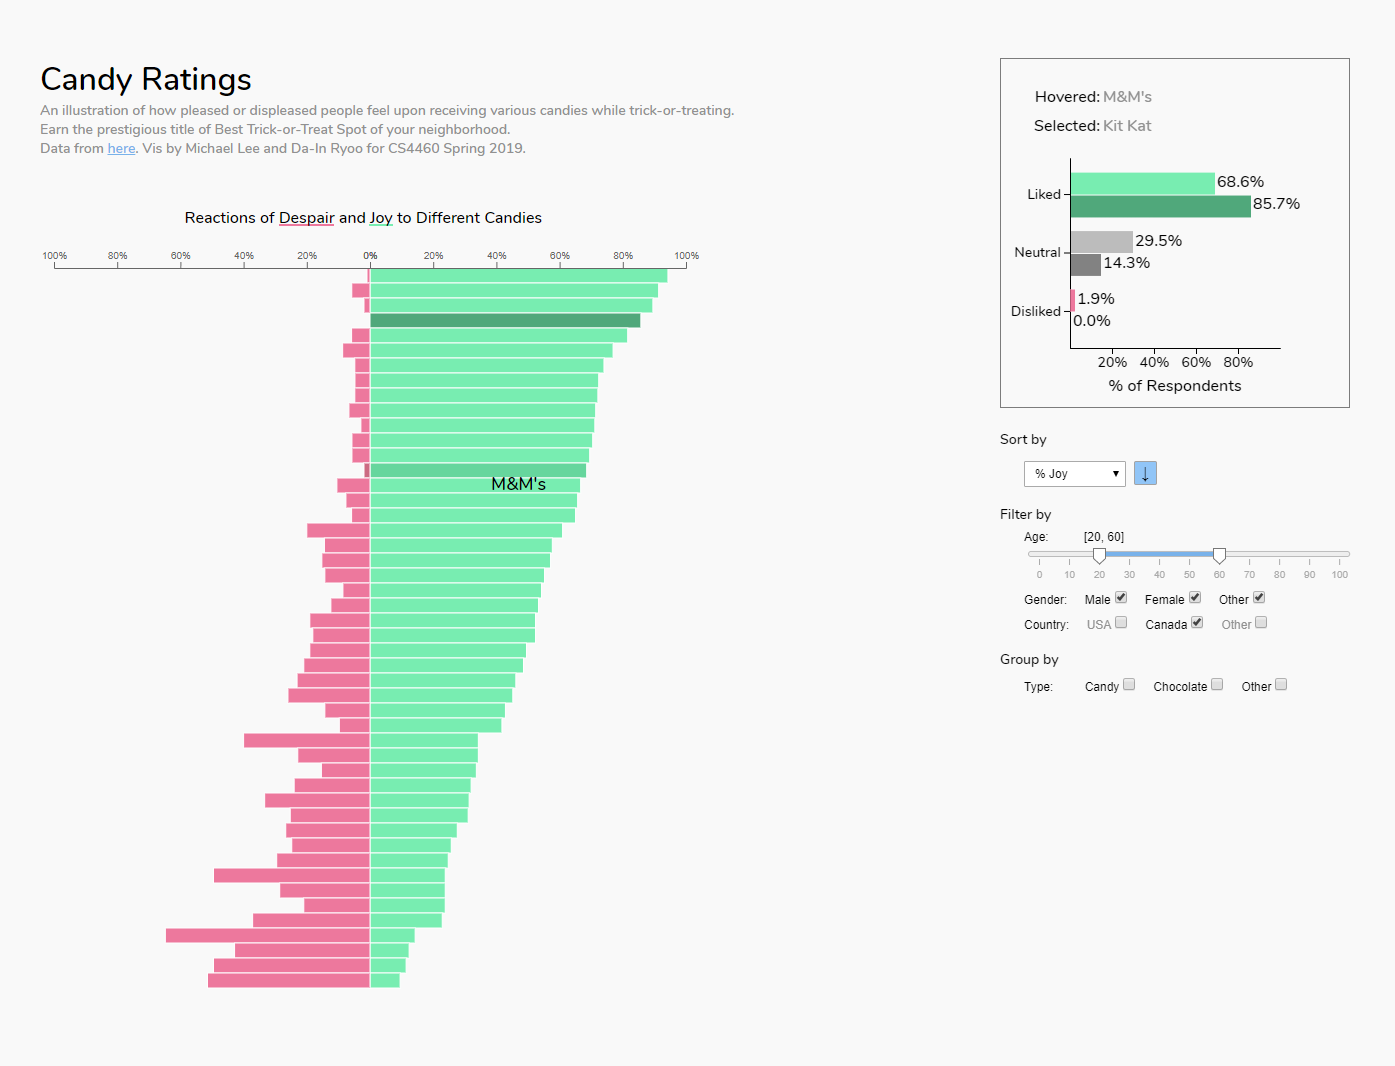 Candy Ratings
An illustration of how pleased or displeased people feel upon receiving various candies while trick-or-treating.
Earn the prestigious title of Best Trick-or-Treat Spot of your neighborhood.
Data from here. Vis by Michael Lee and Da-In Ryoo for CS4460 Spring 2019.
Reactions of Despair and Joy to Different Candies
100% 80% 60% 40% 20% 0% 20% 40% 60% 80% 100%
M&M's
Hovered: M&M's
Selected: Kit Kat
Liked 68.6%
85.7%
Neutral 29.5%
14.3%
Disliked 1.9%
0.0%
20% 40% 60% 80%
% of Respondents
Sort by
% Joy ▼ ↓
Filter by
Age: [20, 60]
0 10 20 30 40 50 60 70 80 90 100
Gender: Male Female Other
Country: USA Canada Other
Group by
Type: Candy Chocolate Other